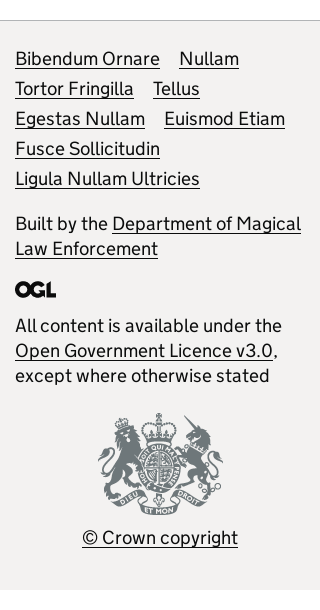 Bibendum Ornare Nullam
Tortor Fringilla Tellus
Egestas Nullam Euismod Etiam
Fusce Sollicitudin
Ligula Nullam Ultricies
Built by the Department of Magical
Law Enforcement
OGL
All content is available under the
Open Government Licence v3.0,
except where otherwise stated
DIEU ET MON DROIT
© Crown copyright